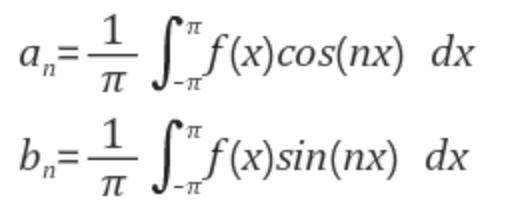 aₙ= 1/π ∫_{-π}^{π} f(x)cos(nx) dx
bₙ= 1/π ∫_{-π}^{π} f(x)sin(nx) dx